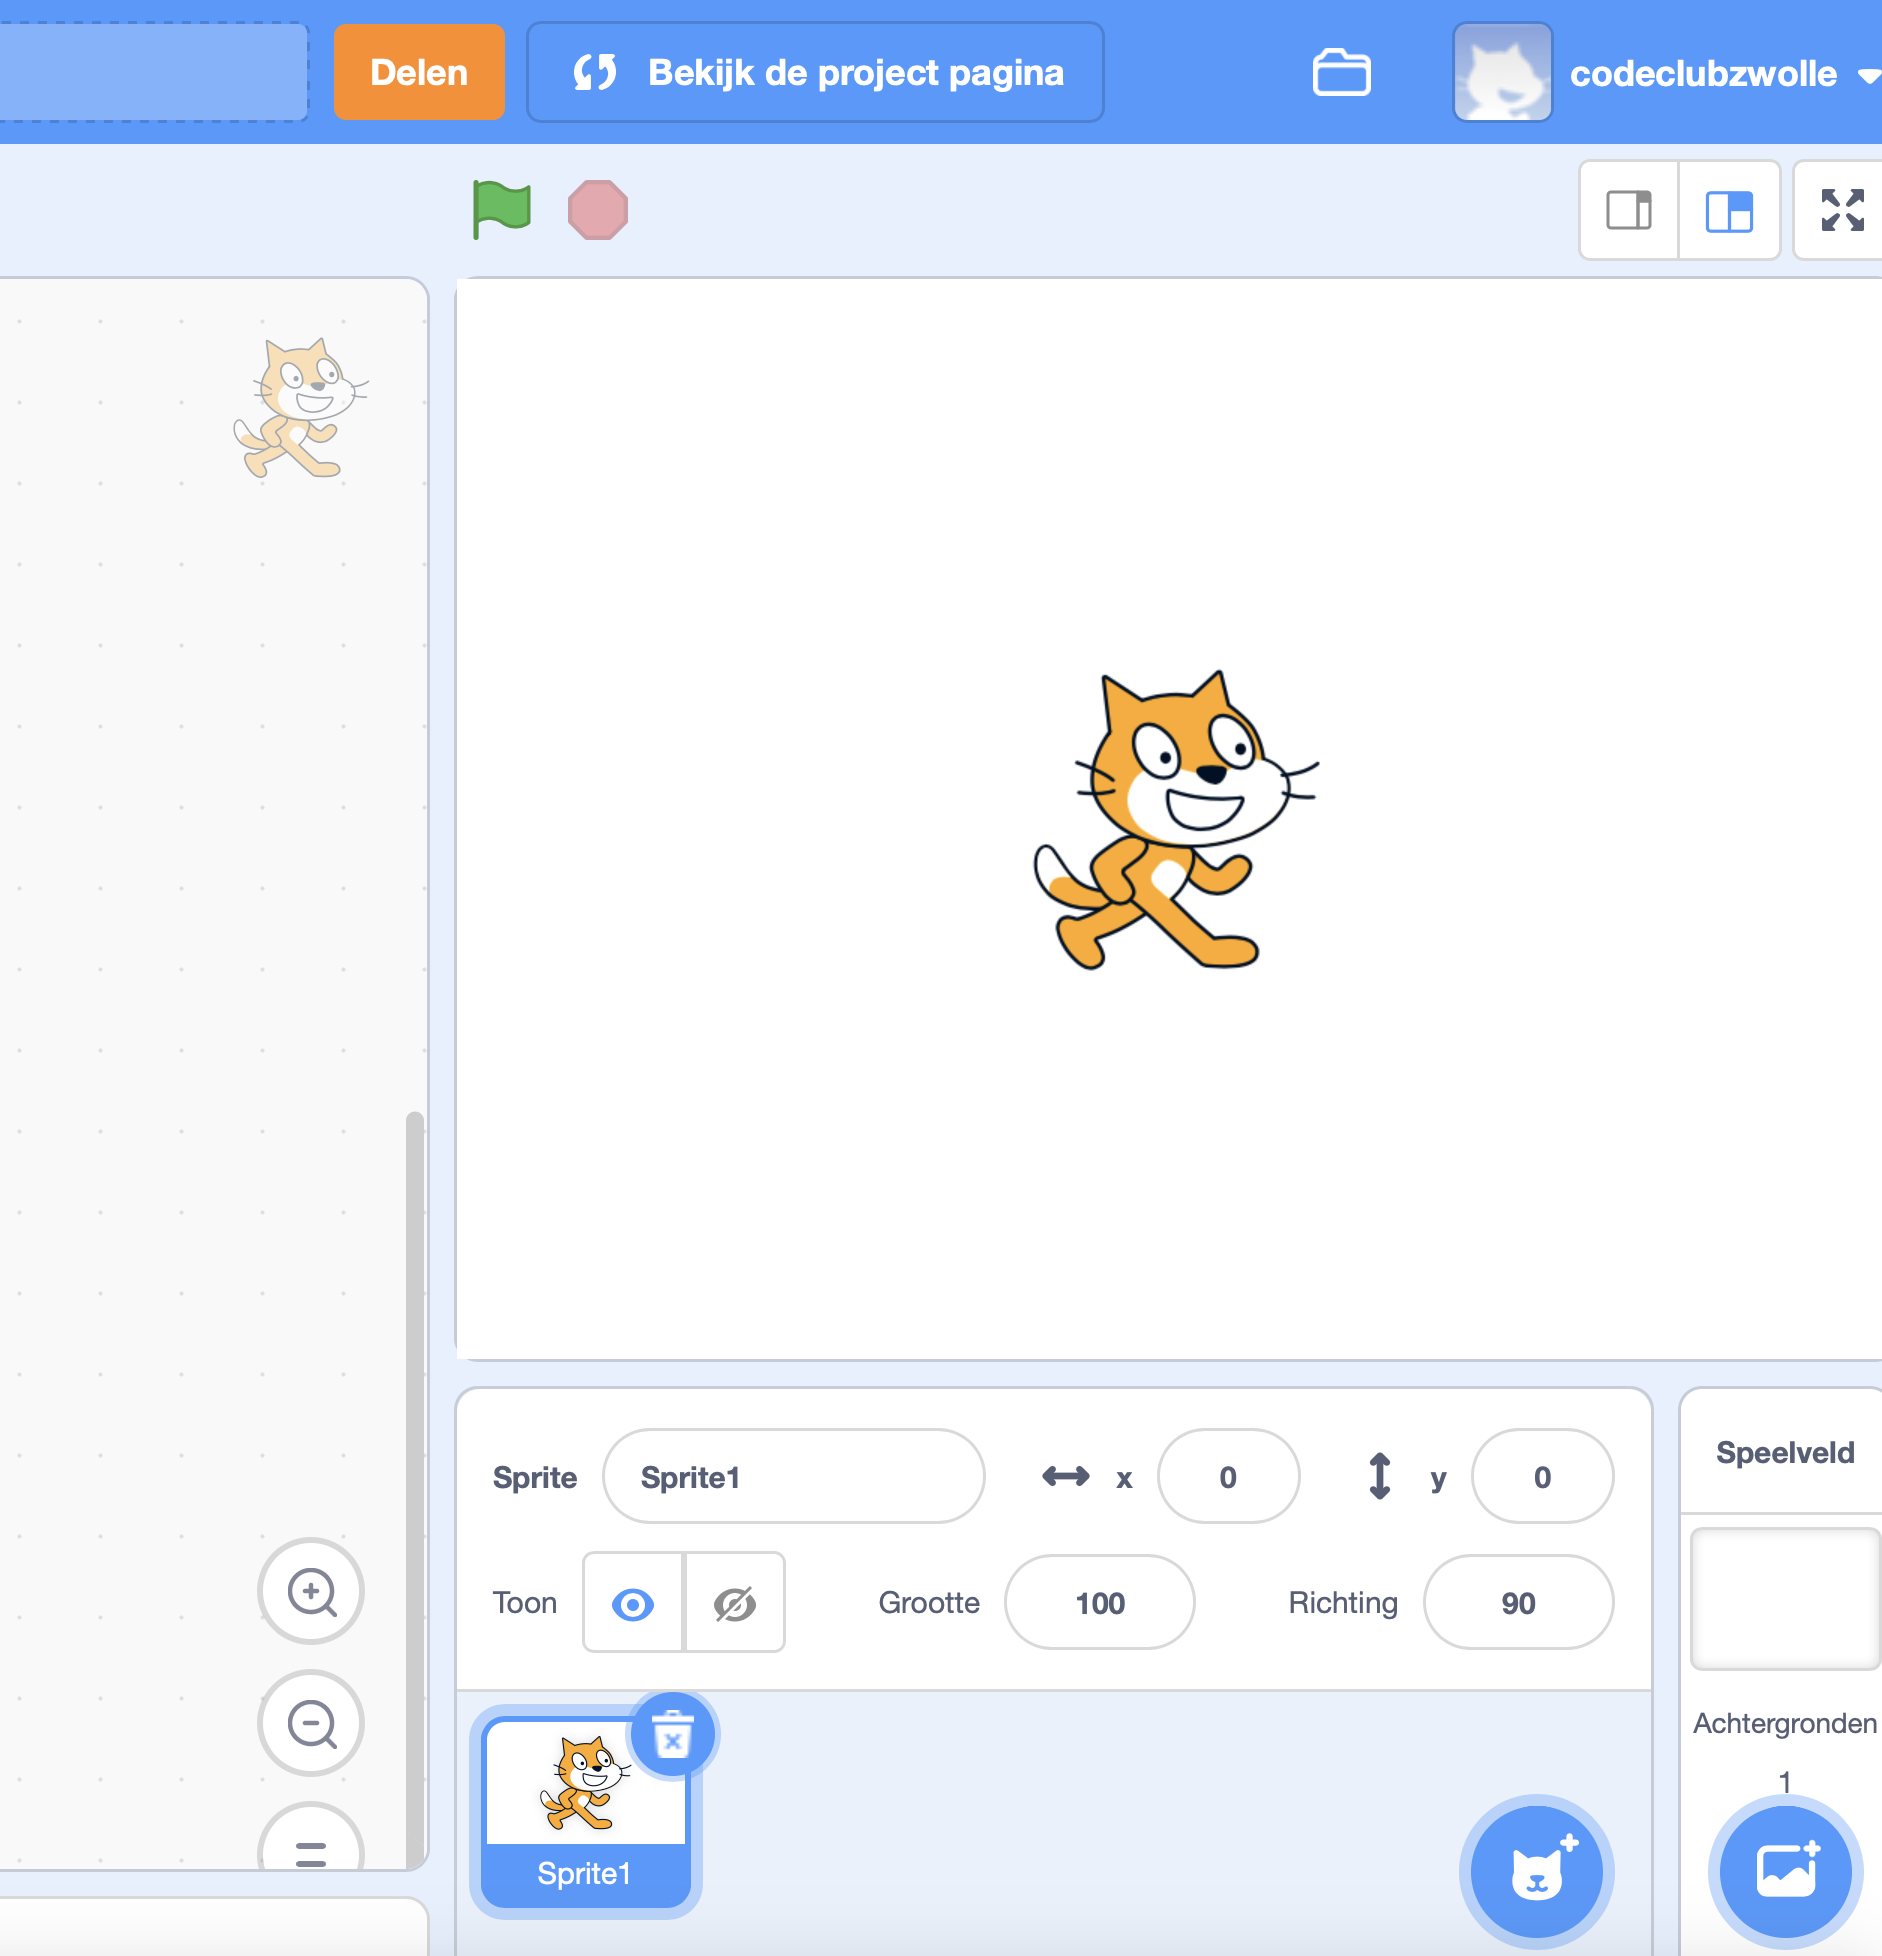 Delen
Bekijk de project pagina
codeclubzwolle
Sprite
Sprite1
x
0
y
0
Speelveld
Toon
Grootte
100
Richting
90
Achtergronden
1
Sprite1